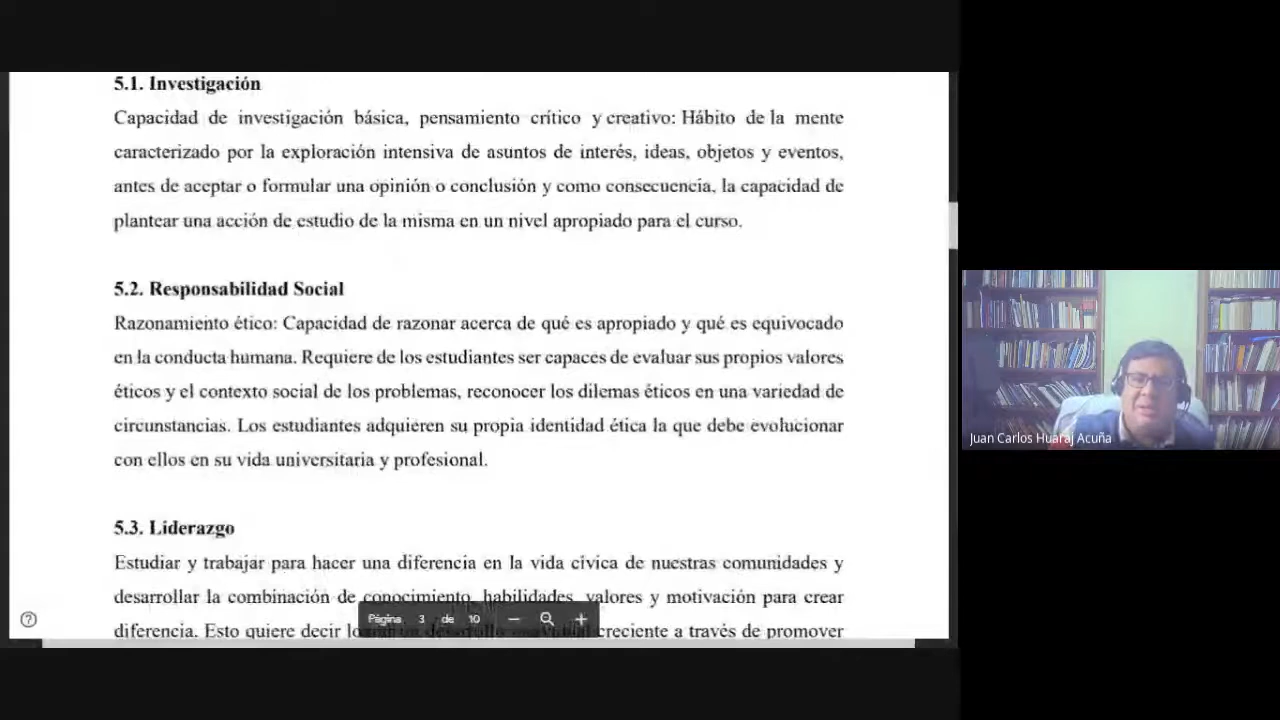 5.1. Investigación
Capacidad de investigación básica, pensamiento crítico y creativo: Hábito de la mente
caracterizado por la exploración intensiva de asuntos de interés, ideas, objetos y eventos,
antes de aceptar o formular una opinión o conclusión y como consecuencia, la capacidad de
plantear una acción de estudio de la misma en un nivel apropiado para el curso.
5.2. Responsabilidad Social
Razonamiento ético: Capacidad de razonar acerca de qué es apropiado y qué es equivocado
en la conducta humana. Requiere de los estudiantes ser capaces de evaluar sus propios valores
éticos y el contexto social de los problemas, reconocer los dilemas éticos en una variedad de
circunstancias. Los estudiantes adquieren su propia identidad ética la que debe evolucionar
con ellos en su vida universitaria y profesional.
5.3. Liderazgo
Estudiar y trabajar para hacer una diferencia en la vida cívica de nuestras comunidades y
desarrollar la combinación de conocimiento, habilidades, valores y motivación para crear
diferencia. Esto quiere decir creciente a través de promover
Página 3 de 10
Juan Carlos Huaraj Acuña